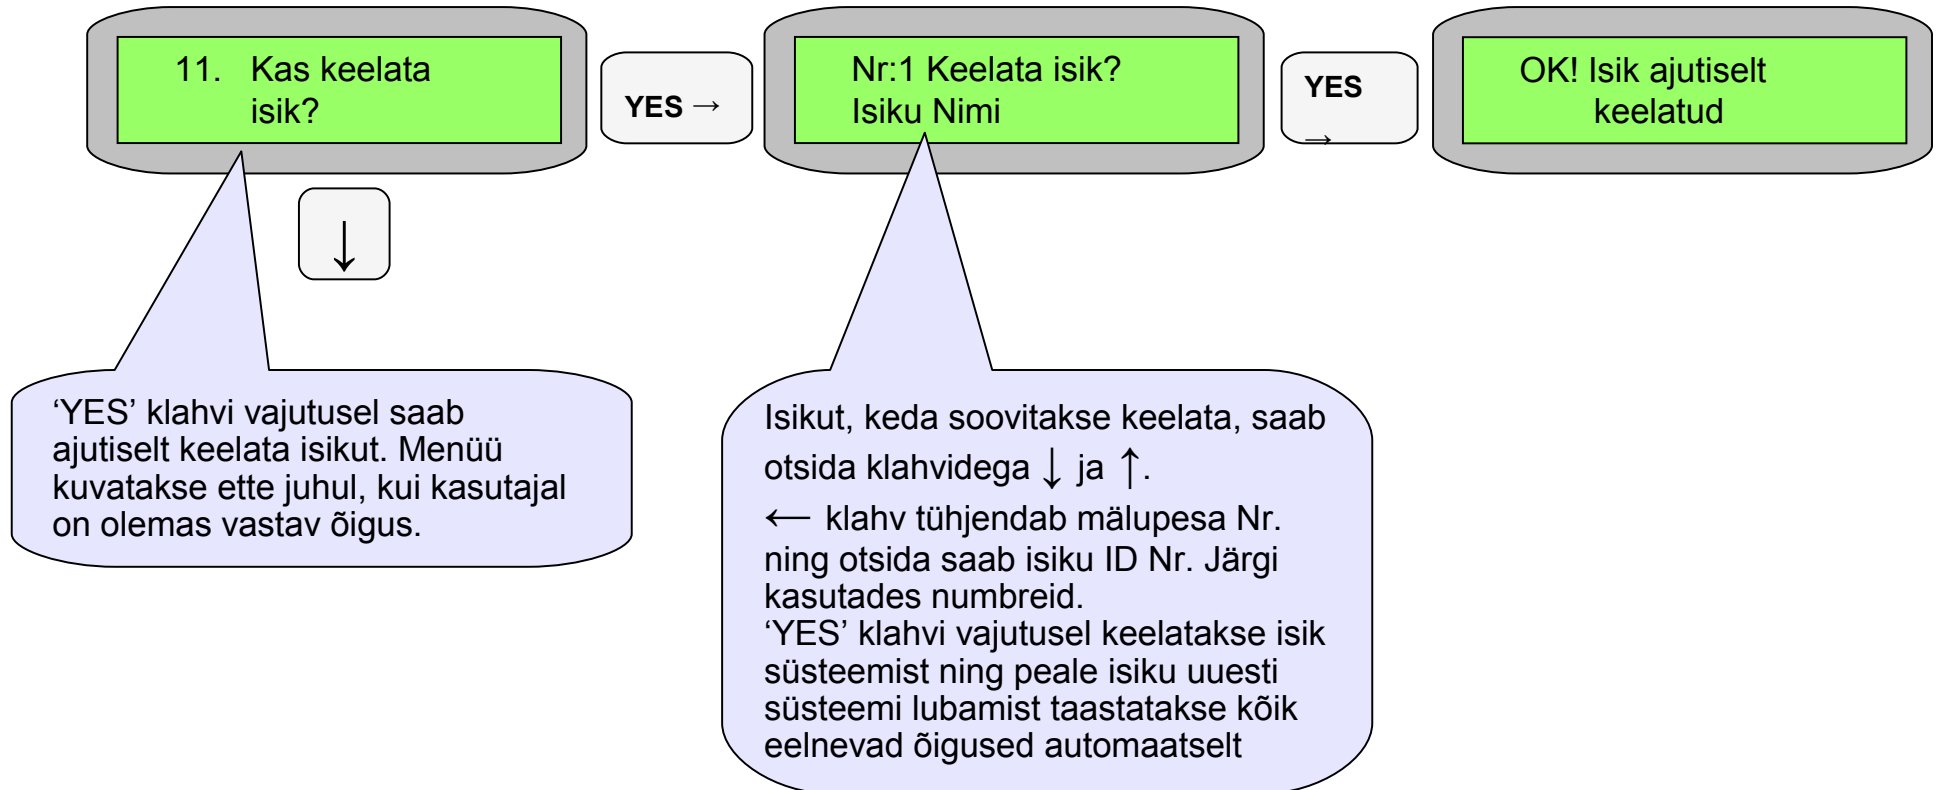 11. Kas keelata
isik?
YES →
Nr:1 Keelata isik?
Isiku Nimi
YES
→
OK! Isik ajutiselt
keelatud
↓
‘YES’ klahvi vajutusel saab
ajutiselt keelata isikut. Menüü
kuvatakse ette juhul, kui kasutajal
on olemas vastav õigus.
Isikut, keda soovitakse keelata, saab
otsida klahvidega ↓ ja ↑.
← klahv tühjendab mälupesa Nr.
ning otsida saab isiku ID Nr. Järgi
kasutades numbreid.
‘YES’ klahvi vajutusel keelatakse isik
süsteemist ning peale isiku uuesti
süsteemi lubamist taastatakse kõik
eelnevad õigused automaatselt